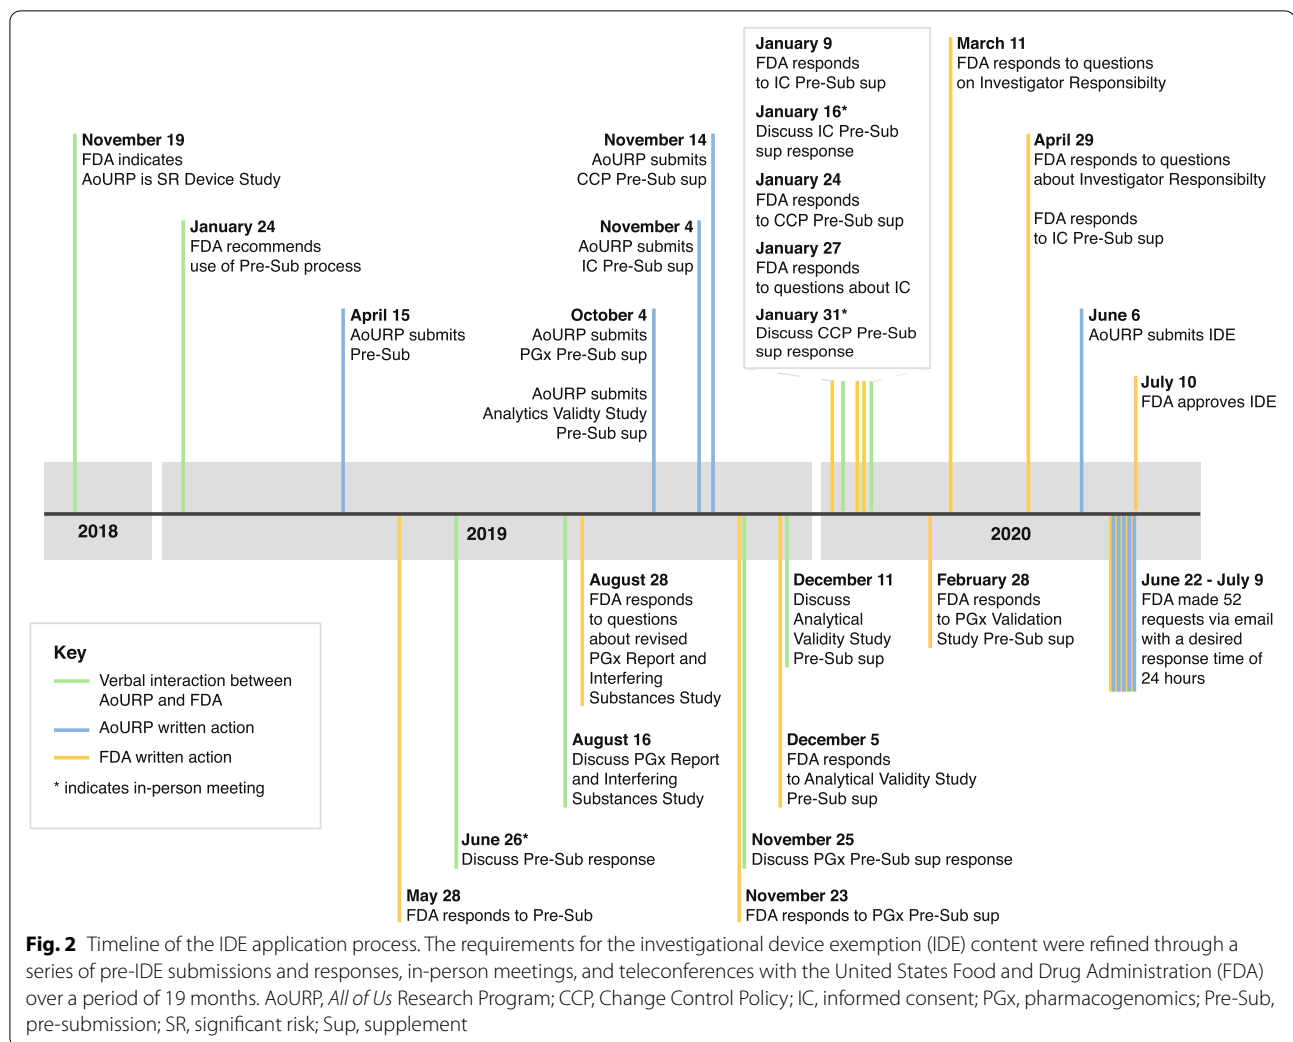 November 19
FDA indicates
AoURP is SR Device Study
January 24
FDA recommends
use of Pre-Sub process
April 15
AoURP submits
Pre-Sub
October 4
AoURP submits
PGx Pre-Sub sup
AoURP submits
Analytics Validty Study
Pre-Sub sup
November 4
AoURP submits
IC Pre-Sub sup
November 14
AoURP submits
CCP Pre-Sub sup
January 9
FDA responds
to IC Pre-Sub sup
January 16*
Discuss IC Pre-Sub
sup response
January 24
FDA responds
to CCP Pre-Sub sup
January 27
FDA responds
to questions about IC
January 31*
Discuss CCP Pre-Sub
sup response
March 11
FDA responds to questions
on Investigator Responsibilty
April 29
FDA responds to questions
about Investigator Responsibilty
FDA responds
to IC Pre-Sub sup
June 6
AoURP submits IDE
July 10
FDA approves IDE
2018
2019
2020
May 28
FDA responds to Pre-Sub
June 26*
Discuss Pre-Sub response
August 16
Discuss PGx Report
and Interfering
Substances Study
August 28
FDA responds
to questions
about revised
PGx Report and
Interfering
Substances Study
November 23
FDA responds to PGx Pre-Sub sup
November 25
Discuss PGx Pre-Sub sup response
December 5
FDA responds
to Analytical Validity Study
Pre-Sub sup
December 11
Discuss
Analytical
Validity Study
Pre-Sub sup
February 28
FDA responds
to PGx Validation
Study Pre-Sub sup
June 22 - July 9
FDA made 52
requests via email
with a desired
response time of
24 hours
Key
Verbal interaction between
AoURP and FDA
AoURP written action
FDA written action
* indicates in-person meeting
Fig. 2 Timeline of the IDE application process. The requirements for the investigational device exemption (IDE) content were refined through a
series of pre-IDE submissions and responses, in-person meetings, and teleconferences with the United States Food and Drug Administration (FDA)
over a period of 19 months. AoURP, All of Us Research Program; CCP, Change Control Policy; IC, informed consent; PGx, pharmacogenomics; Pre-Sub,
pre-submission; SR, significant risk; Sup, supplement